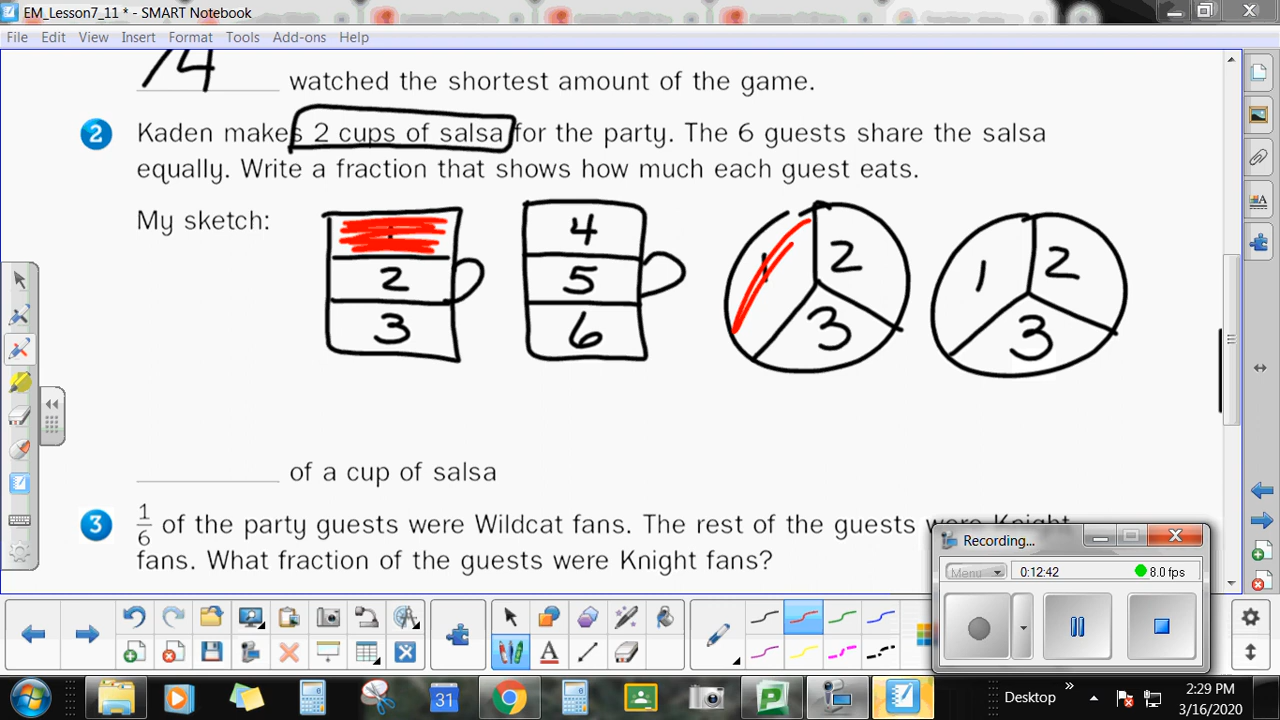 EM_Lesson7_11 * - SMART Notebook
File Edit View Insert Format Tools Add-ons Help
/4 watched the shortest amount of the game.
2 Kaden makes 2 cups of salsa for the party. The 6 guests share the salsa
equally. Write a fraction that shows how much each guest eats.
My sketch:
1 4 1 2 1 2
2 5 3 3
3 6
of a cup of salsa
3 1/6 of the party guests were Wildcat fans. The rest of the guests were Knight
fans. What fraction of the guests were Knight fans?
Recording...
Menu 0:12:42 8.0 fps
31
Desktop
2:29 PM
3/16/2020